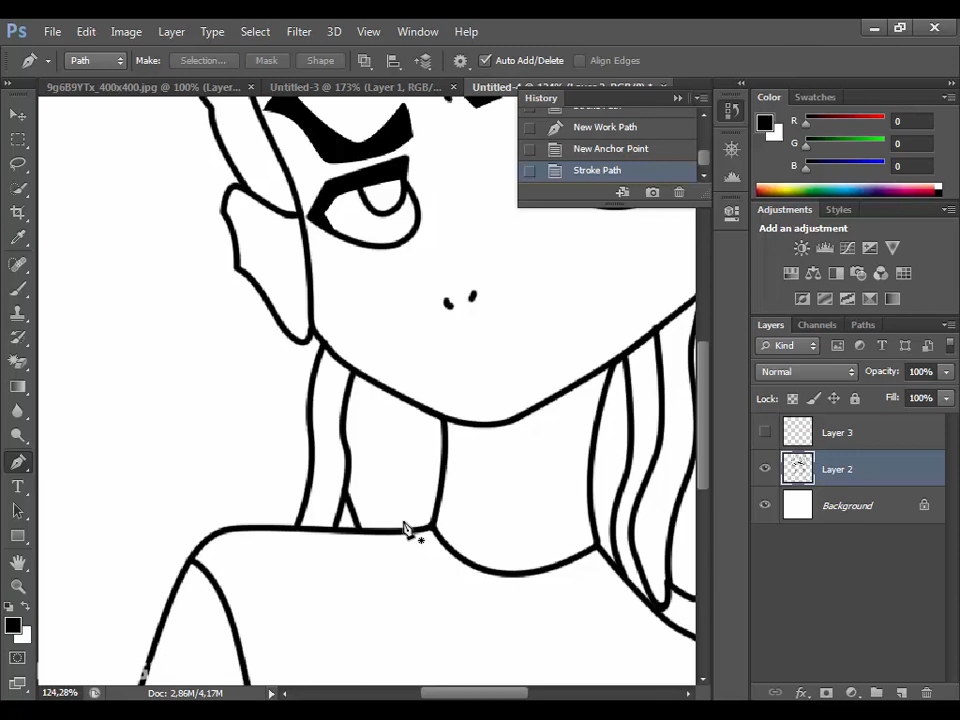 Ps File Edit Image Layer Type Select Filter 3D View Window Help
Path Make: Selection... Mask Shape Auto Add/Delete Align Edges
9g6B9YTx_400x400.jpg @ 100% (Layer... × Untitled-3 @ 173% (Layer 1, RGB/... ×
History
New Work Path
New Anchor Point
Stroke Path
Color Swatches
R 0
G 0
B 0
Adjustments Styles
Add an adjustment
Layers Channels Paths
Kind
Normal Opacity: 100%
Lock: Fill: 100%
Layer 3
Layer 2
Background
124,28% Doc: 2,86M/4,17M